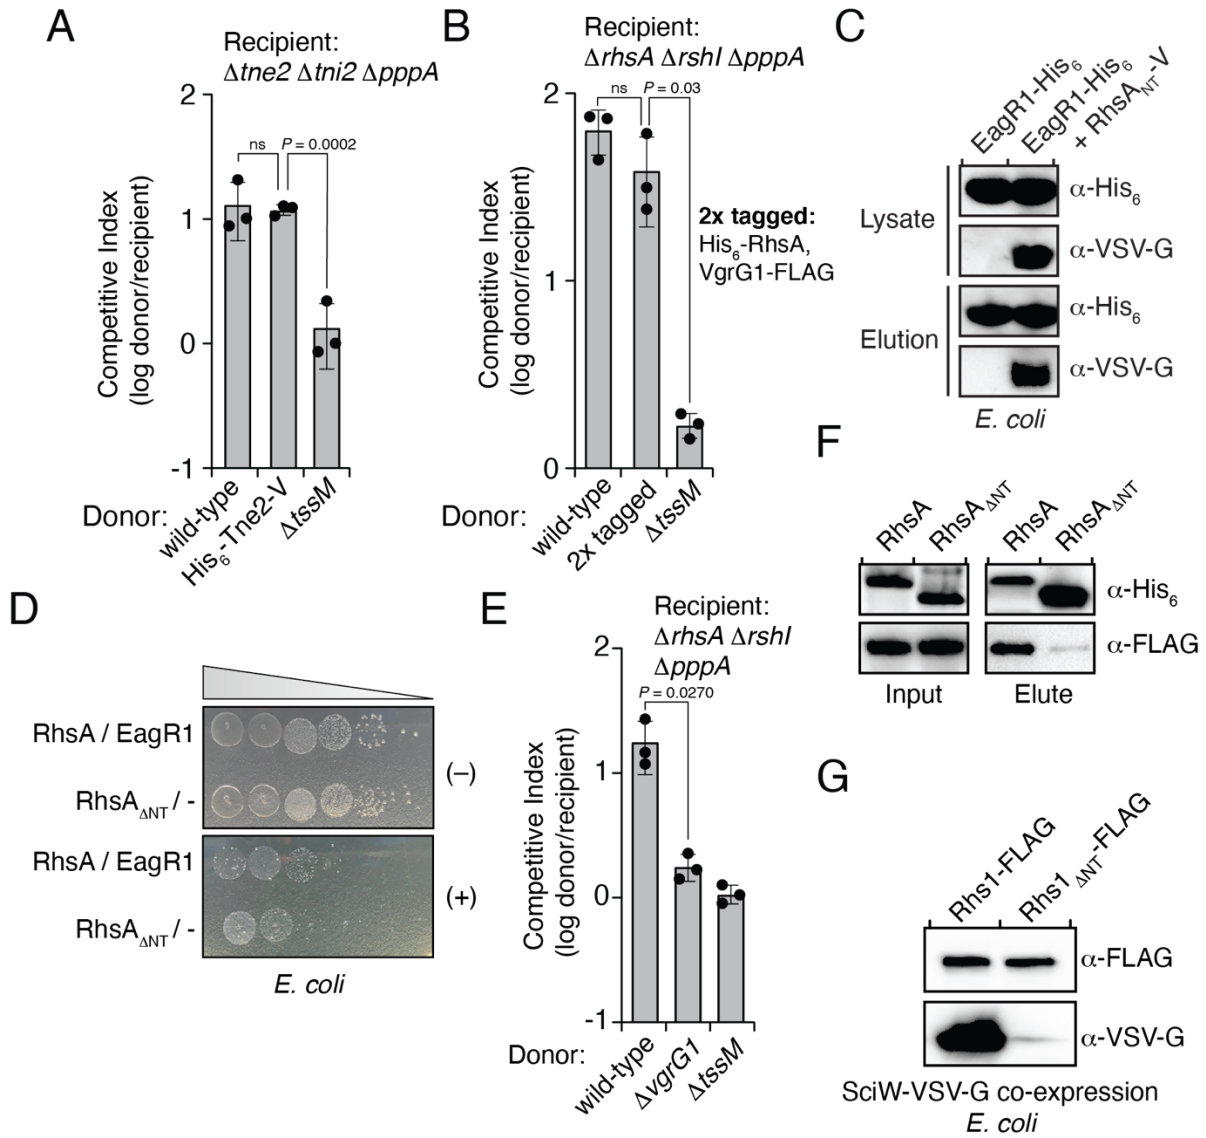 A
Recipient:
Δtne2 Δtni2 ΔpppA
2
1
0
-1
Competitive Index
(log donor/recipient)
ns
P = 0.0002
Donor:
wild-type
His6-Tne2-V
ΔtssM
B
Recipient:
ΔrhsA ΔrshI ΔpppA
2
1
0
Competitive Index
(log donor/recipient)
ns
P = 0.03
2x tagged:
His6-RhsA,
VgrG1-FLAG
Donor:
wild-type
2x tagged
ΔtssM
C
EagR1-His6
EagR1-His6
+ RhsANT-V
Lysate
α-His6
α-VSV-G
Elution
α-His6
α-VSV-G
E. coli
D
RhsA / EagR1
RhsAΔNT / -
(–)
RhsA / EagR1
RhsAΔNT / -
(+)
E. coli
E
Recipient:
ΔrhsA ΔrshI
ΔpppA
2
1
0
-1
Competitive Index
(log donor/recipient)
P = 0.0270
Donor:
wild-type
ΔvgrG1
ΔtssM
F
RhsA
RhsAΔNT
RhsA
RhsAΔNT
α-His6
α-FLAG
Input
Elute
G
Rhs1-FLAG
Rhs1ΔNT-FLAG
α-FLAG
α-VSV-G
SciW-VSV-G co-expression
E. coli